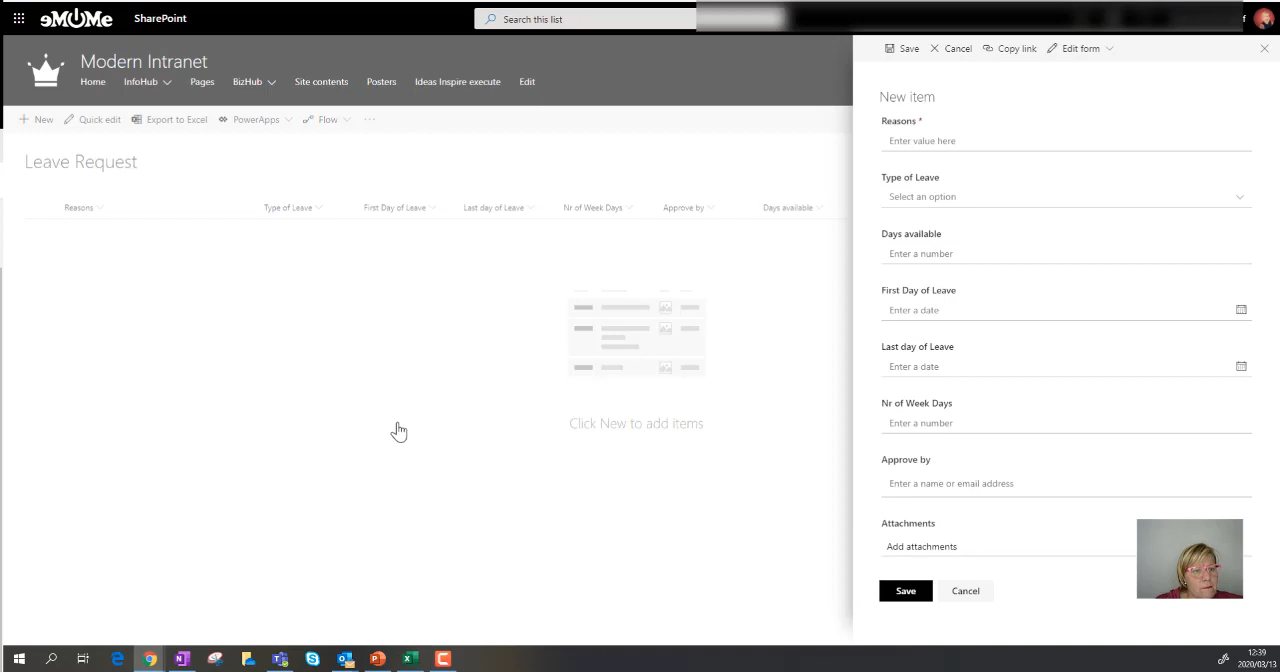 eMOMe SharePoint Search this list f
Modern Intranet
Home InfoHub Pages BizHub Site contents Posters Ideas Inspire execute Edit
New Quick edit Export to Excel PowerApps Flow ...
Leave Request
Reasons Type of Leave First Day of Leave Last day of Leave Nr of Week Days Approve by Days available
Click New to add items
Save Cancel Copy link Edit form
New item
Reasons *
Enter value here
Type of Leave
Select an option
Days available
Enter a number
First Day of Leave
Enter a date
Last day of Leave
Enter a date
Nr of Week Days
Enter a number
Approve by
Enter a name or email address
Attachments
Add attachments
Save Cancel
12:39
2020/03/13